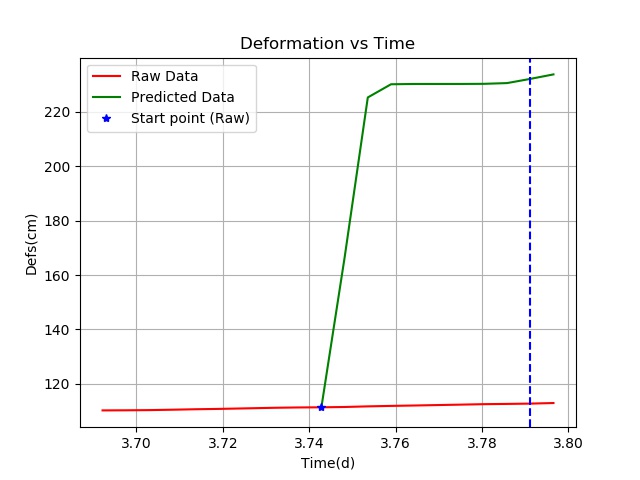 Deformation vs Time
Raw Data
Predicted Data
Start point (Raw)
Defs(cm)
220
200
180
160
140
120
3.70 3.72 3.74 3.76 3.78 3.80
Time(d)